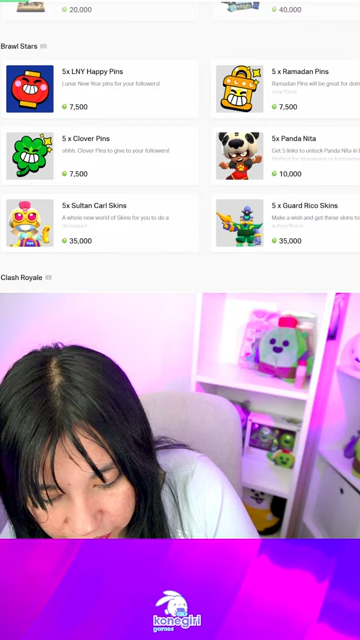 20,000
40,000
Brawl Stars (6)
5x LNY Happy Pins
Lunar New Year pins for your followers!
7,500
5 x Ramadan Pins
Ramadan Pins will be great for doin
7,500
5 x Clover Pins
ohhh. Clover Pins to give to your followers!
7,500
5x Panda Nita
Get 5 links to unlock Panda Nita in
10,000
5x Sultan Carl Skins
A whole new world of Skins for you to do a
35,000
5 x Guard Rico Skins
Make a wish and get these skins to
35,000
Clash Royale
konegiri
games